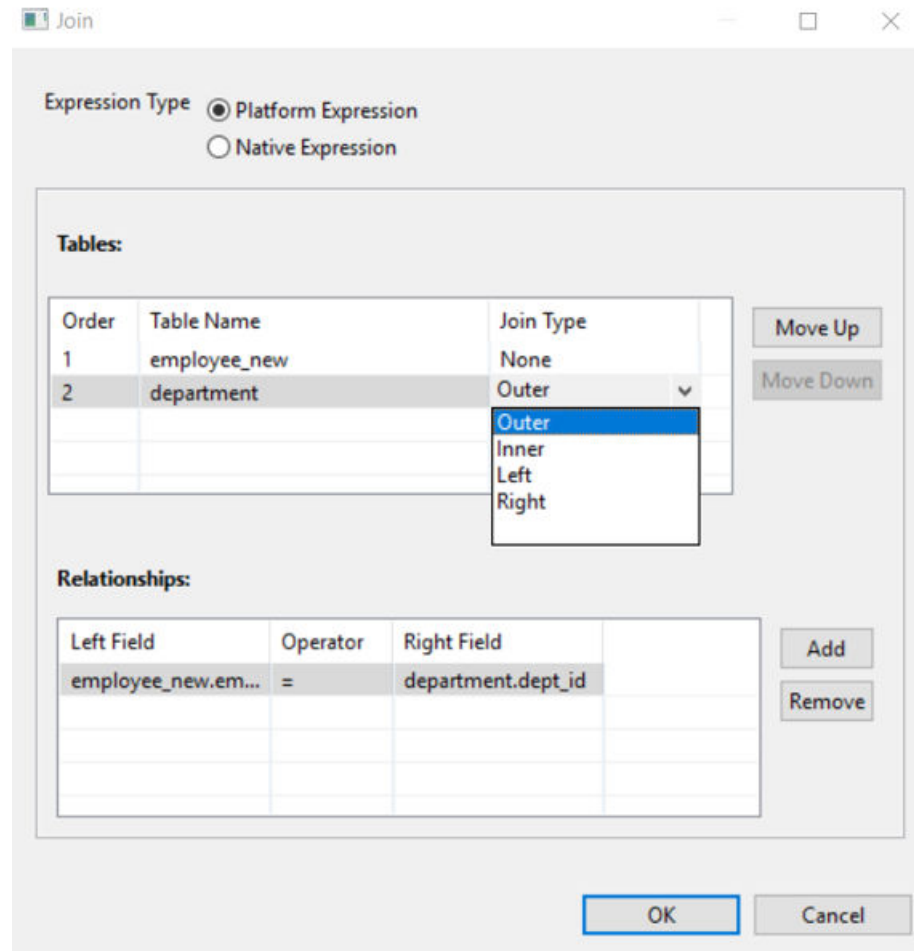 Join
Expression Type
Platform Expression
Native Expression
Tables:
Order Table Name Join Type
1 employee_new None
2 department Outer
Outer
Inner
Left
Right
Move Up
Move Down
Relationships:
Left Field Operator Right Field
employee_new.em... = department.dept_id
Add
Remove
OK Cancel